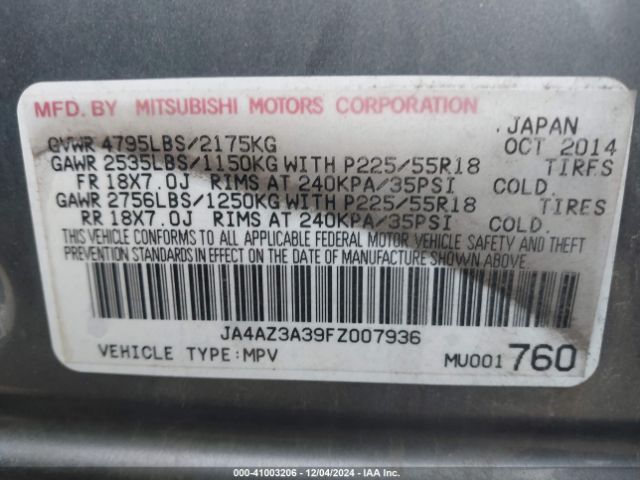 MFD. BY MITSUBISHI MOTORS CORPORATION
JAPAN
GVWR 4795LBS/2175KG OCT 2014
GAWR 2535LBS/1150KG WITH P225/55R18 TIRES
FR 18X7.0J RIMS AT 240KPA/35PSI COLD.
GAWR 2756LBS/1250KG WITH P225/55R18 TIRES
RR 18X7.0J RIMS AT 240KPA/35PSI COLD.
THIS VEHICLE CONFORMS TO ALL APPLICABLE FEDERAL MOTOR VEHICLE SAFETY AND THEFT
PREVENTION STANDARDS IN EFFECT ON THE DATE OF MANUFACTURE SHOWN ABOVE.
JA4AZ3A39FZ007936
VEHICLE TYPE:MPV MU001760
000-41003206 - 12/04/2024 - IAA Inc.